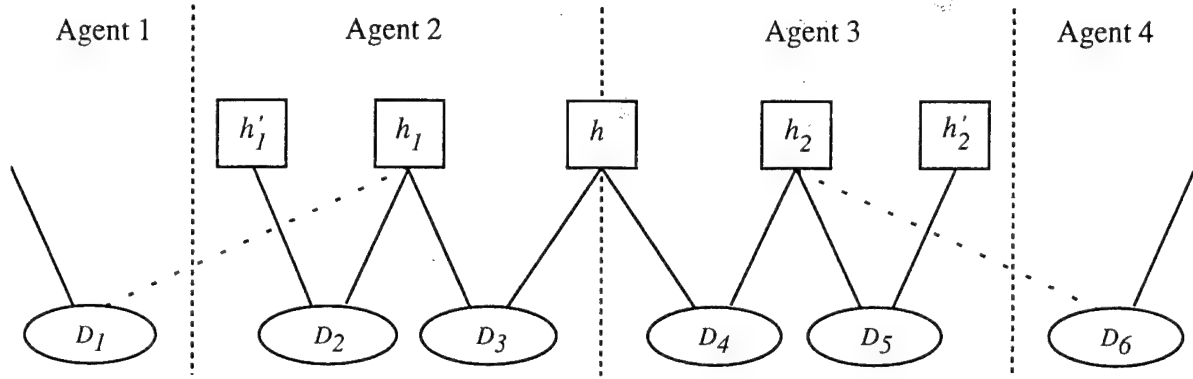 Agent 1 Agent 2 Agent 3 Agent 4
h'1 h1 h h2 h'2
D1 D2 D3 D4 D5 D6